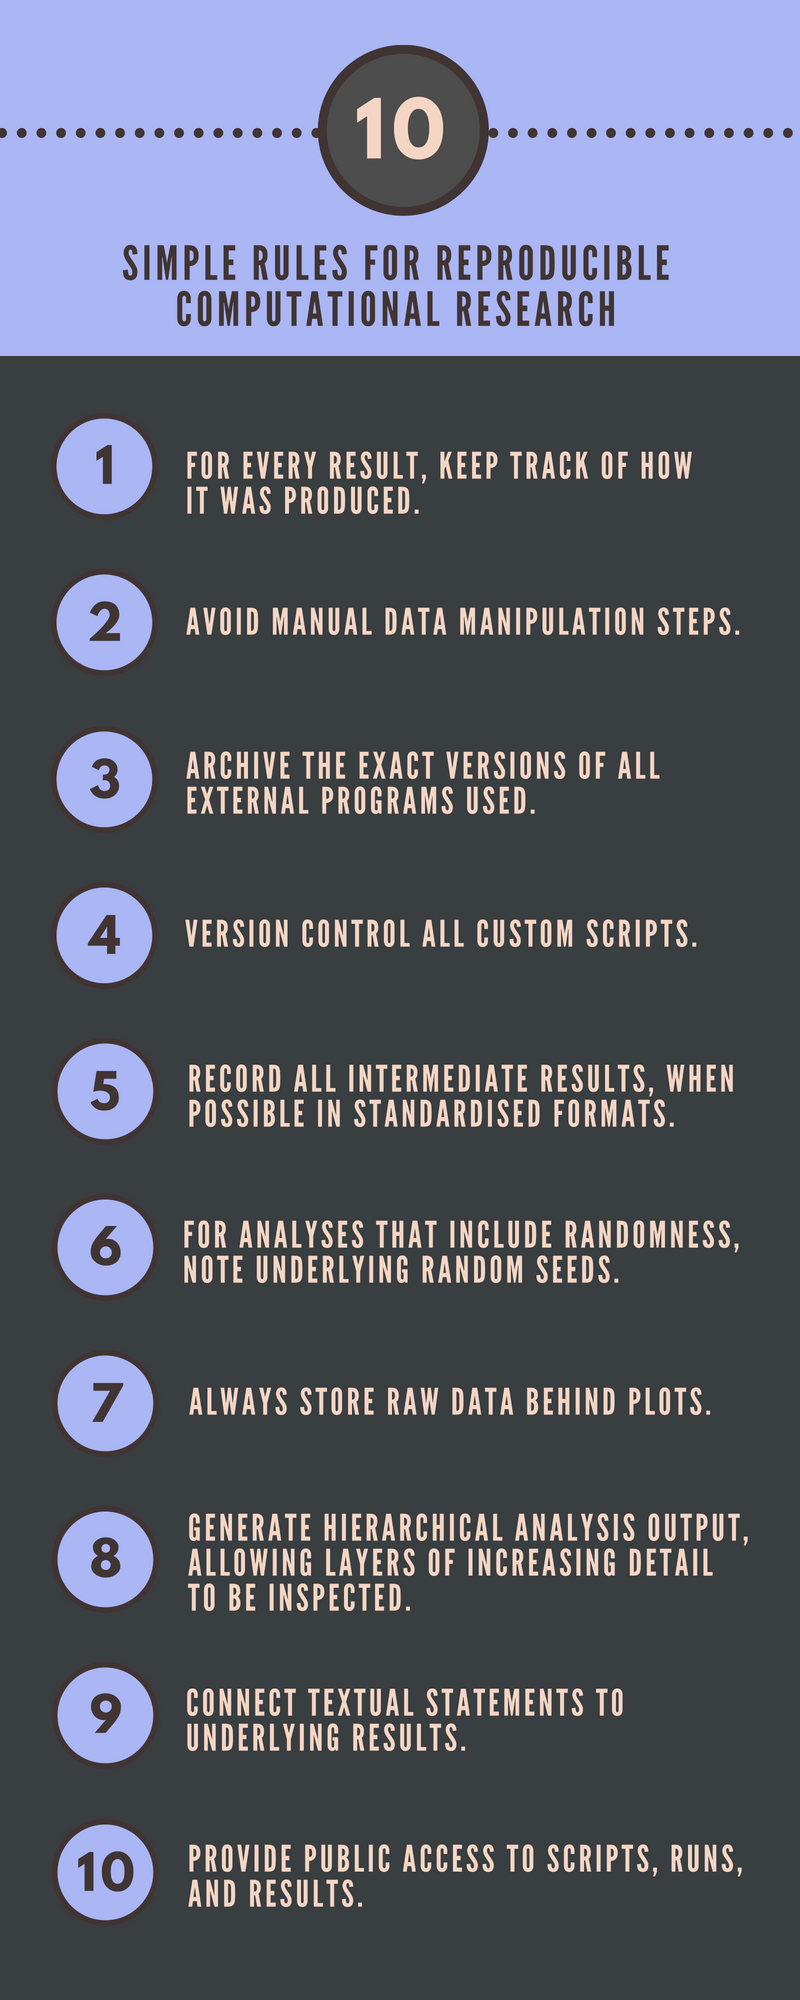 10
SIMPLE RULES FOR REPRODUCIBLE
COMPUTATIONAL RESEARCH
1
FOR EVERY RESULT, KEEP TRACK OF HOW
IT WAS PRODUCED.
2
AVOID MANUAL DATA MANIPULATION STEPS.
3
ARCHIVE THE EXACT VERSIONS OF ALL
EXTERNAL PROGRAMS USED.
4
VERSION CONTROL ALL CUSTOM SCRIPTS.
5
RECORD ALL INTERMEDIATE RESULTS, WHEN
POSSIBLE IN STANDARDISED FORMATS.
6
FOR ANALYSES THAT INCLUDE RANDOMNESS,
NOTE UNDERLYING RANDOM SEEDS.
7
ALWAYS STORE RAW DATA BEHIND PLOTS.
8
GENERATE HIERARCHICAL ANALYSIS OUTPUT,
ALLOWING LAYERS OF INCREASING DETAIL
TO BE INSPECTED.
9
CONNECT TEXTUAL STATEMENTS TO
UNDERLYING RESULTS.
10
PROVIDE PUBLIC ACCESS TO SCRIPTS, RUNS,
AND RESULTS.